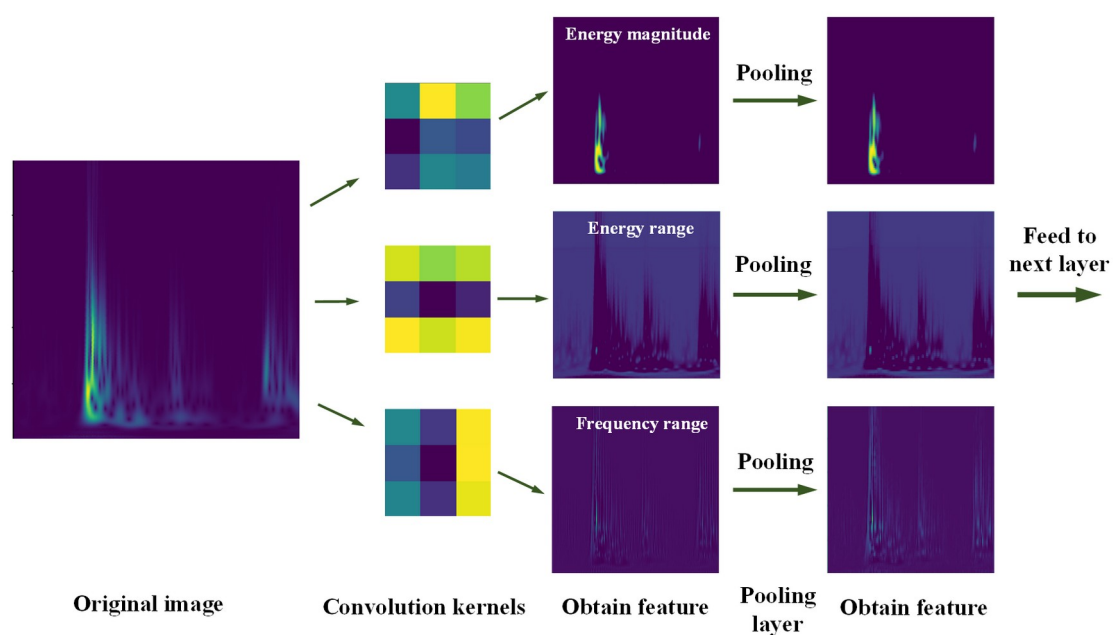 Energy magnitude
Pooling
Energy range
Pooling
Feed to
next layer
Frequency range
Pooling
Original image
Convolution kernels
Obtain feature
Pooling
layer
Obtain feature